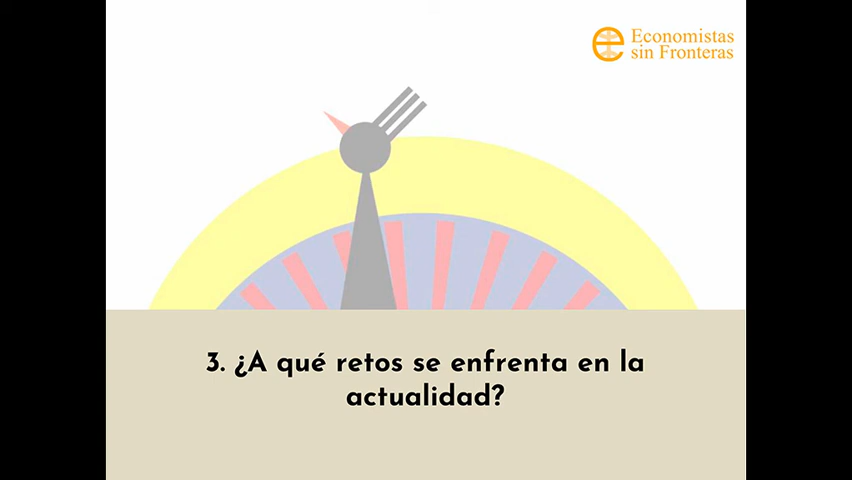 Economistas
sin Fronteras
3. ¿A qué retos se enfrenta en la
actualidad?